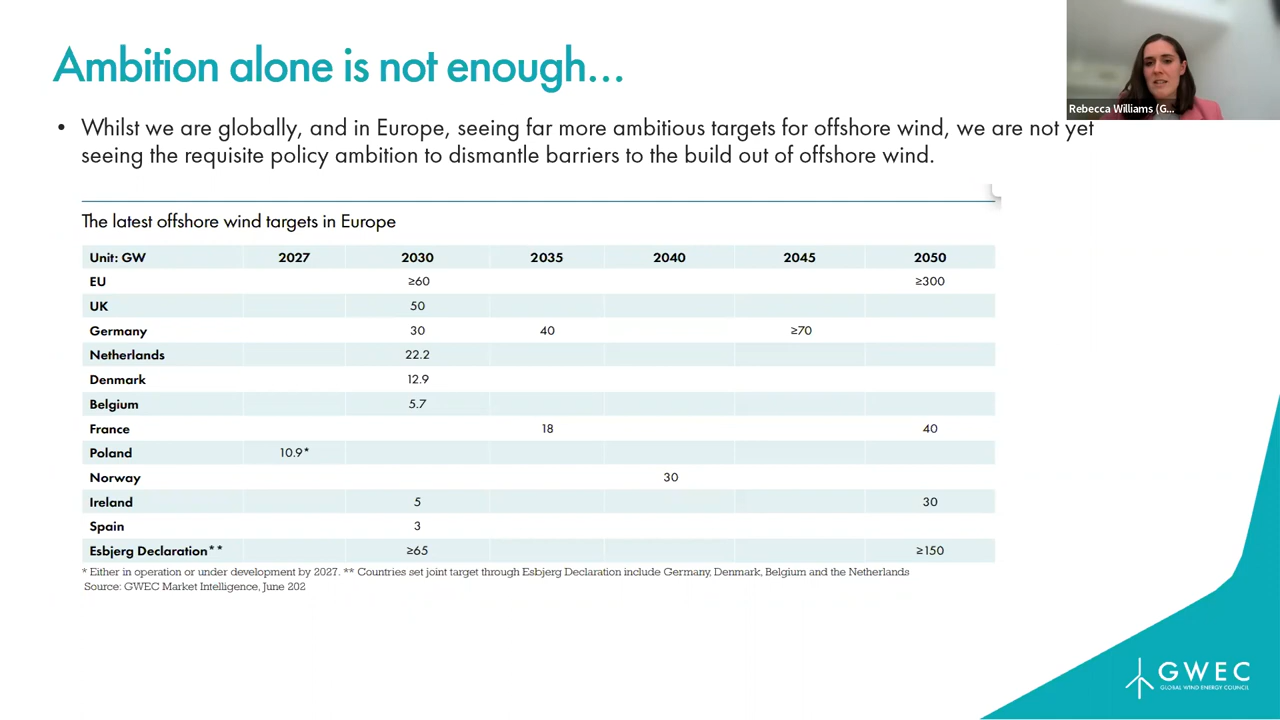 Ambition alone is not enough...
Rebecca Williams (G...
• Whilst we are globally, and in Europe, seeing far more ambitious targets for offshore wind, we are not yet
seeing the requisite policy ambition to dismantle barriers to the build out of offshore wind.
The latest offshore wind targets in Europe
Unit: GW 2027 2030 2035 2040 2045 2050
EU ≥60 ≥300
UK 50
Germany 30 40 ≥70
Netherlands 22.2
Denmark 12.9
Belgium 5.7
France 18 40
Poland 10.9*
Norway 30
Ireland 5 30
Spain 3
Esbjerg Declaration** ≥65 ≥150
* Either in operation or under development by 2027. ** Countries set joint target through Esbjerg Declaration include Germany, Denmark, Belgium and the Netherlands
Source: GWEC Market Intelligence, June 202
GWEC
GLOBAL WIND ENERGY COUNCIL